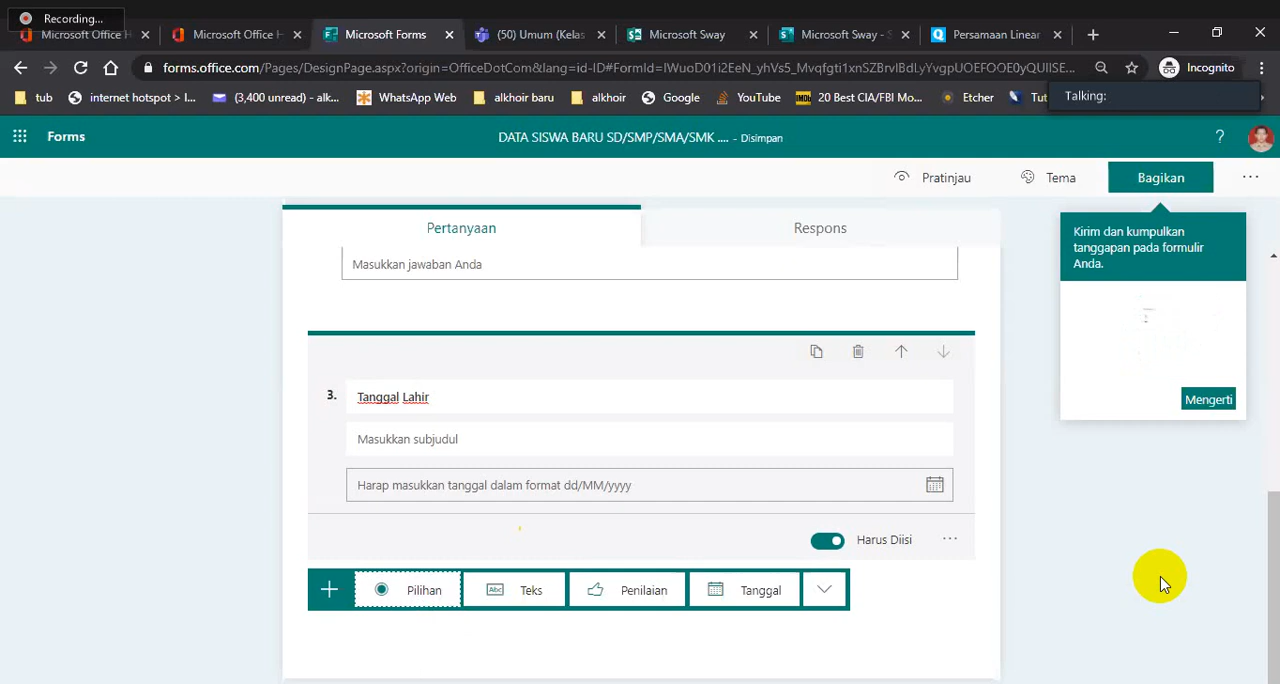 Recording...
Microsoft Office H
Microsoft Office H
Microsoft Forms
(50) Umum (Kelas
Microsoft Sway
Microsoft Sway -
Persamaan Linear
forms.office.com/Pages/DesignPage.aspx?origin=OfficeDotCom&lang=id-ID#FormId=
Incognito
tub
internet hotspot > I...
(3,400 unread) - alk...
WhatsApp Web
alkhoir baru
alkhoir
Google
YouTube
20 Best CIA/FBI Mo...
Etcher
Tut
Talking:
Forms
DATA SISWA BARU SD/SMP/SMA/SMK .... - Disimpan
?
Pratinjau
Tema
Bagikan
...
Pertanyaan
Respons
Kirim dan kumpulkan
tanggapan pada formulir
Anda.
Mengerti
Masukkan jawaban Anda
3.
Tanggal Lahir
Masukkan subjudul
Harap masukkan tanggal dalam format dd/MM/yyyy
Harus Diisi
...
Pilihan
Abc
Teks
Penilaian
Tanggal